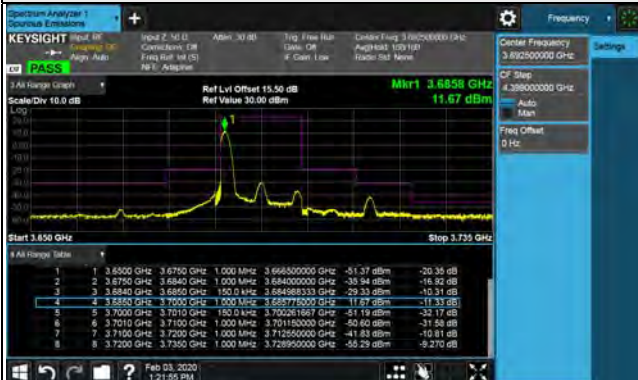 Spectrum Analyzer 1
Spurious Emissions
+
Frequency
KEYSIGHT Input: RF
Coupling: DC
Align: Auto
Input Z: 50 Ω
Corrections: Off
Freq Ref: Int (S)
NFE: Adaptive
Atten: 30 dB
Trig: Free Run
Gate: Off
IF Gain: Low
Center Freq: 3.692500000 GHz
Avg|Hold: 100/100
Radio Std: None
PASS
3 All Range Graph
Ref Lvl Offset 15.50 dB
Mkr1 3.6858 GHz
Scale/Div 10.0 dB
Ref Value 30.00 dBm
11.67 dBm
Log
1
Start 3.650 GHz
Stop 3.735 GHz
All Range Table
1 1 3.6500 GHz 3.6750 GHz 1.000 MHz 3.666500000 GHz -51.37 dBm -20.35 dB
2 2 3.6750 GHz 3.6840 GHz 1.000 MHz 3.684000000 GHz -35.94 dBm -16.92 dB
3 3 3.6840 GHz 3.6850 GHz 150.0 kHz 3.684988333 GHz -29.33 dBm -10.31 dB
4 4 3.6850 GHz 3.7000 GHz 1.000 MHz 3.685775000 GHz 11.67 dBm -11.33 dB
5 5 3.7000 GHz 3.7010 GHz 150.0 kHz 3.700261667 GHz -51.19 dBm -32.17 dB
6 6 3.7010 GHz 3.7100 GHz 1.000 MHz 3.701150000 GHz -50.60 dBm -31.58 dB
7 7 3.7100 GHz 3.7200 GHz 1.000 MHz 3.712550000 GHz -41.83 dBm -10.81 dB
8 8 3.7200 GHz 3.7350 GHz 1.000 MHz 3.728950000 GHz -55.29 dBm -9.270 dB
Center Frequency
3.692500000 GHz
Settings
CF Step
4.399000000 GHz
Auto
Man
Freq Offset
0 Hz
?
Feb 03, 2020
1:21:55 PM